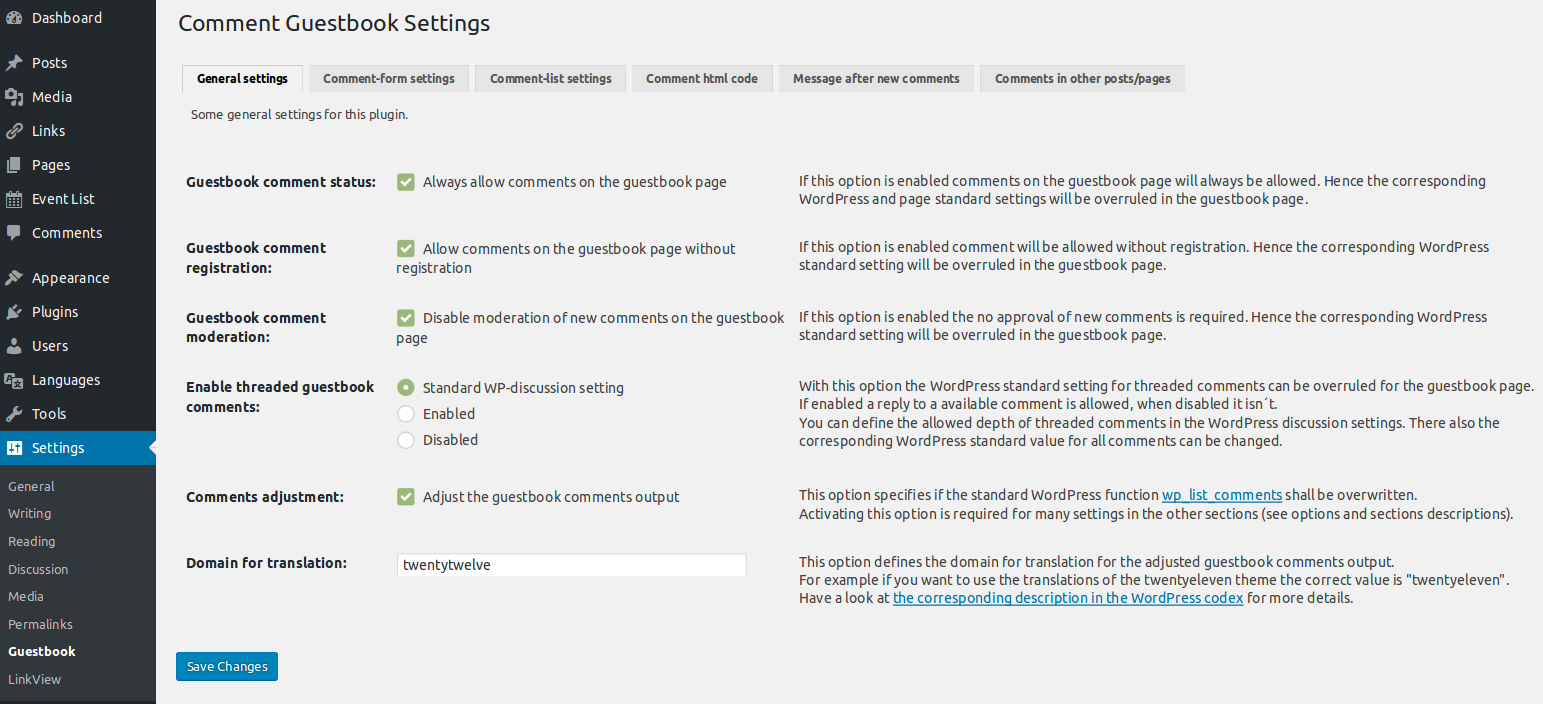 Dashboard
Posts
Media
Links
Pages
Event List
Comments
Appearance
Plugins
Users
Languages
Tools
Settings
General
Writing
Reading
Discussion
Media
Permalinks
Guestbook
LinkView
Comment Guestbook Settings
General settings
Comment-form settings
Comment-list settings
Comment html code
Message after new comments
Comments in other posts/pages
Some general settings for this plugin.
Guestbook comment status:
Always allow comments on the guestbook page
If this option is enabled comments on the guestbook page will always be allowed. Hence the corresponding
WordPress and page standard settings will be overruled in the guestbook page.
Guestbook comment
registration:
Allow comments on the guestbook page without
registration
If this option is enabled comment will be allowed without registration. Hence the corresponding WordPress
standard setting will be overruled in the guestbook page.
Guestbook comment
moderation:
Disable moderation of new comments on the guestbook
page
If this option is enabled the no approval of new comments is required. Hence the corresponding WordPress
standard setting will be overruled in the guestbook page.
Enable threaded guestbook
comments:
Standard WP-discussion setting
Enabled
Disabled
With this option the WordPress standard setting for threaded comments can be overruled for the guestbook page.
If enabled a reply to a available comment is allowed, when disabled it isn´t.
You can define the allowed depth of threaded comments in the WordPress discussion settings. There also the
corresponding WordPress standard value for all comments can be changed.
Comments adjustment:
Adjust the guestbook comments output
This option specifies if the standard WordPress function wp_list_comments shall be overwritten.
Activating this option is required for many settings in the other sections (see options and sections descriptions).
Domain for translation:
twentytwelve
This option defines the domain for translation for the adjusted guestbook comments output.
For example if you want to use the translations of the twentyeleven theme the correct value is "twentyeleven".
Have a look at the corresponding description in the WordPress codex for more details.
Save Changes